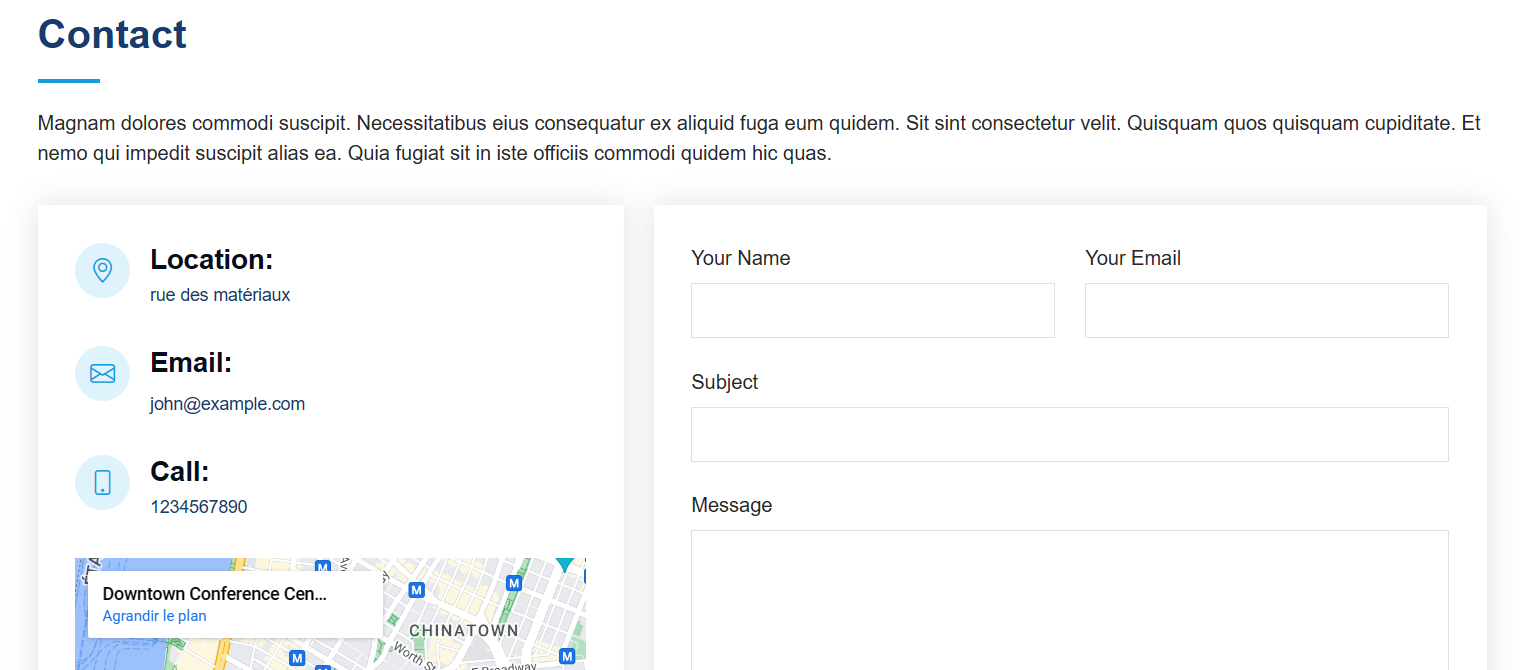 Contact
Magnam dolores commodi suscipit. Necessitatibus eius consequatur ex aliquid fuga eum quidem. Sit sint consectetur velit. Quisquam quos quisquam cupiditate. Et
nemo qui impedit suscipit alias ea. Quia fugiat sit in iste officiis commodi quidem hic quas.
Location:
rue des matériaux
Email:
john@example.com
Call:
1234567890
Downtown Conference Cen...
Agrandir le plan
M
M
M
CHINATOWN
Worth St
E Broadway
M
M
M
Your Name
Your Email
Subject
Message